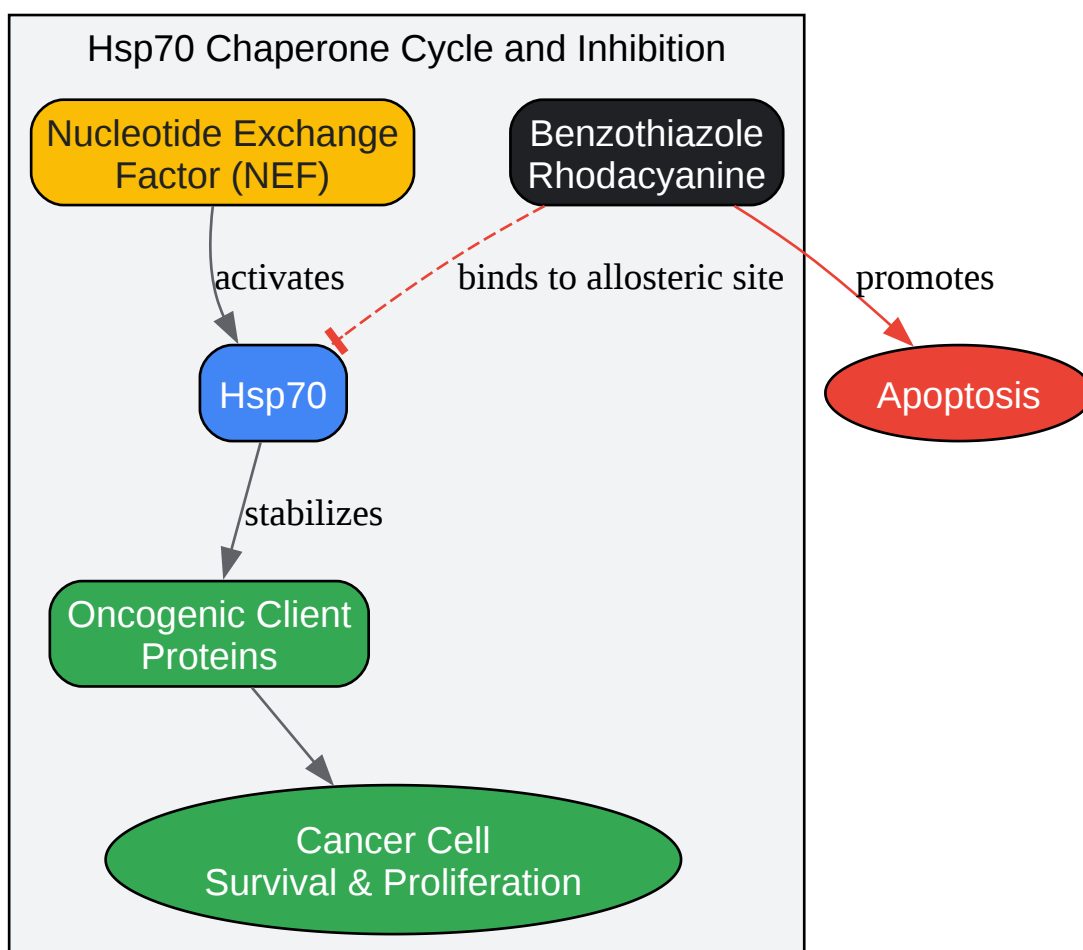 Hsp70 Chaperone Cycle and Inhibition
Nucleotide Exchange
Factor (NEF)
Benzothiazole
Rhodacyanine
activates
binds to allosteric site
promotes
Hsp70
Apoptosis
stabilizes
Oncogenic Client
Proteins
Cancer Cell
Survival & Proliferation